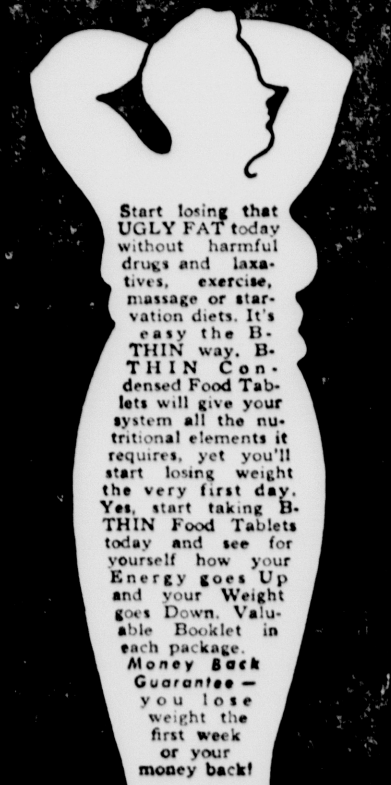 Start losing that
UGLY FAT today
without harmful
drugs and laxa-
tives, exercise,
massage or star-
vation diets. It's
easy the B-
THIN way. B-
THIN Con-
densed Food Tab-
lets will give your
system all the nu-
tritional elements it
requires, yet you'll
start losing weight
the very first day.
Yes, start taking B-
THIN Food Tablets
today and see for
yourself how your
Energy goes Up
and your Weight
goes Down. Valu-
able Booklet in
each package.
Money Back
Guarantee —
you lose
weight the
first week
or your
money back!